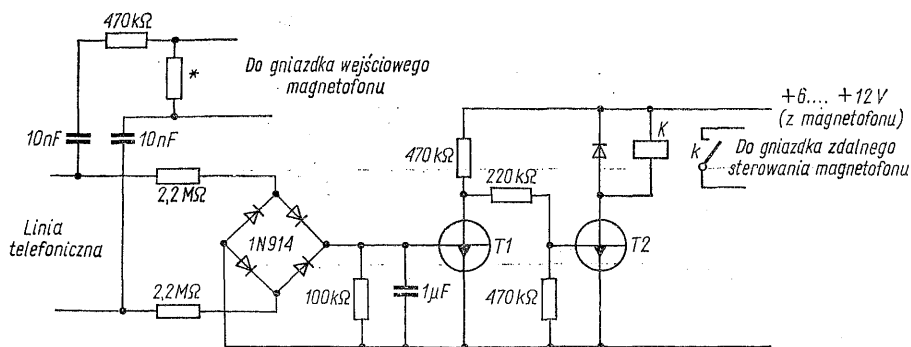 470kΩ
*
Do gniazdka wejściowego
magnetofonu
10nF
10nF
2,2MΩ
Linia
telefoniczna
2,2MΩ
1N914
100kΩ
1μF
470kΩ
220kΩ
T1
470kΩ
T2
K
+6.... +12V
(z magnetofonu)
k
Do gniazdka zdalnego
sterowania magnetofonu